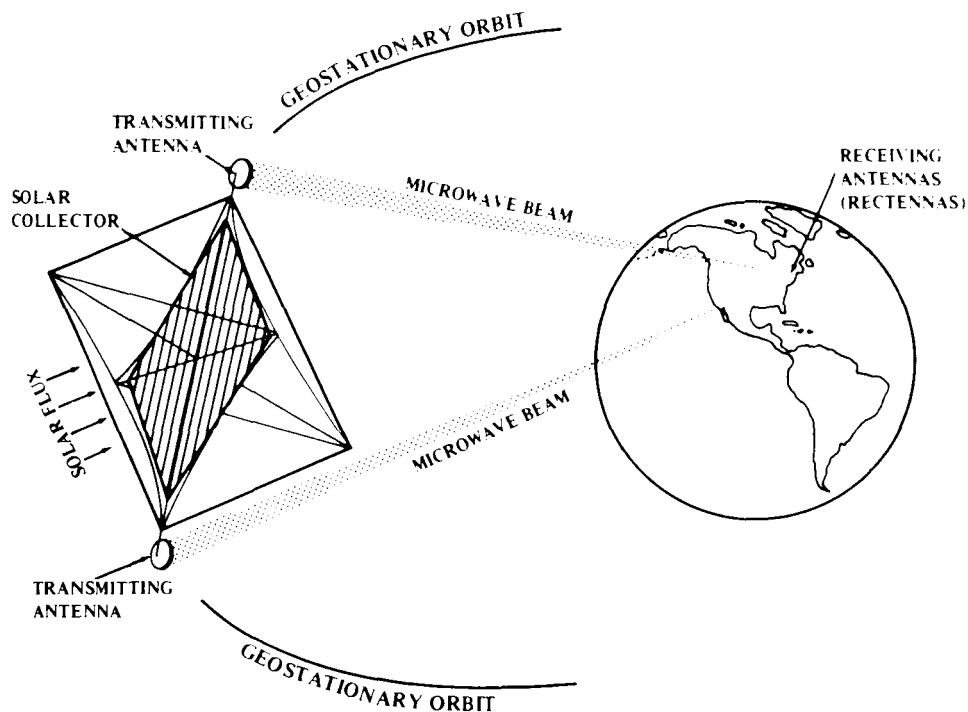 GEOSTATIONARY ORBIT
TRANSMITTING
ANTENNA
SOLAR
COLLECTOR
MICROWAVE BEAM
RECEIVING
ANTENNAS
(RECTENNAS)
SOLAR FLUX
MICROWAVE BEAM
TRANSMITTING
ANTENNA
GEOSTATIONARY ORBIT